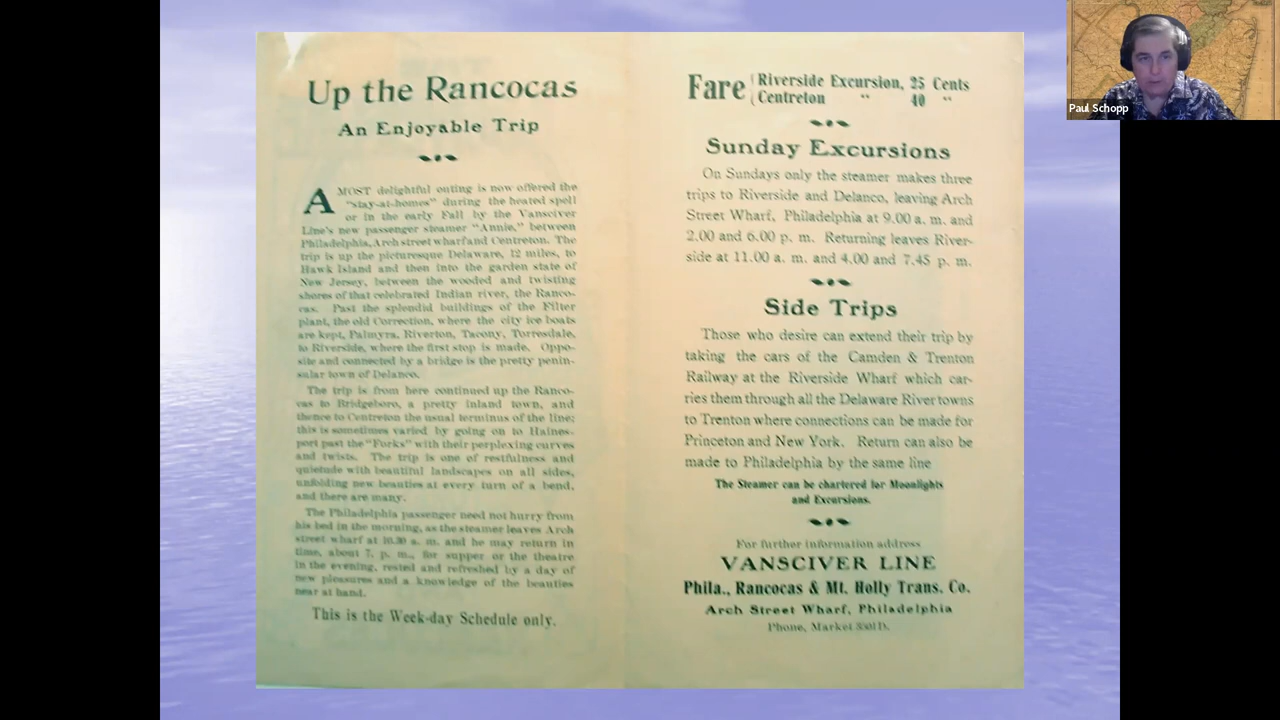 Up the Rancocas
An Enjoyable Trip
A MOST delightful outing is now offered the
"stay-at-homes" during the heated spell
or in the early Fall by the Vansciver
Line's new passenger steamer "Annie," between
Philadelphia, Arch street wharf and Centreton. The
trip is up the picturesque Delaware, 12 miles, to
Hawk Island and then into the garden state of
New Jersey, between the wooded and twisting
shores of that celebrated Indian river, the Ranco-
cas. Past the splendid buildings of the Filter
plant, the old Correction, where the city ice boats
are kept, Palmyra, Riverton, Tacony, Torresdale,
to Riverside, where the first stop is made. Oppo-
site and connected by a bridge is the pretty penin-
sular town of Delanco.
The trip is from here continued up the Ranco-
cas to Bridgeboro, a pretty inland town, and
thence to Centreton the usual terminus of the line;
this is sometimes varied by going on to Haines-
port past the "Forks" with their perplexing curves
and twists. The trip is one of restfulness and
quietude with beautiful landscapes on all sides,
unfolding new beauties at every turn of a bend,
and there are many.
The Philadelphia passenger need not hurry from
his bed in the morning, as the steamer leaves Arch
street wharf at 10.30 a. m. and he may return in
time, about 7. p. m., for supper or the theatre
in the evening, rested and refreshed by a day of
new pleasures and a knowledge of the beauties
near at hand.
This is the Week-day Schedule only.
Fare { Riverside Excursion, 25 Cents
Centreton " 40 "
Sunday Excursions
On Sundays only the steamer makes three
trips to Riverside and Delanco, leaving Arch
Street Wharf, Philadelphia at 9.00 a. m. and
2.00 and 6.00 p. m. Returning leaves River-
side at 11.00 a. m. and 4.00 and 7.45 p. m.
Side Trips
Those who desire can extend their trip by
taking the cars of the Camden & Trenton
Railway at the Riverside Wharf which car-
ries them through all the Delaware River towns
to Trenton where connections can be made for
Princeton and New York. Return can also be
made to Philadelphia by the same line
The Steamer can be chartered for Moonlights
and Excursions.
For further information address
VANSCIVER LINE
Phila., Rancocas & Mt. Holly Trans. Co.
Arch Street Wharf, Philadelphia
Phone, Market
Paul Schopp